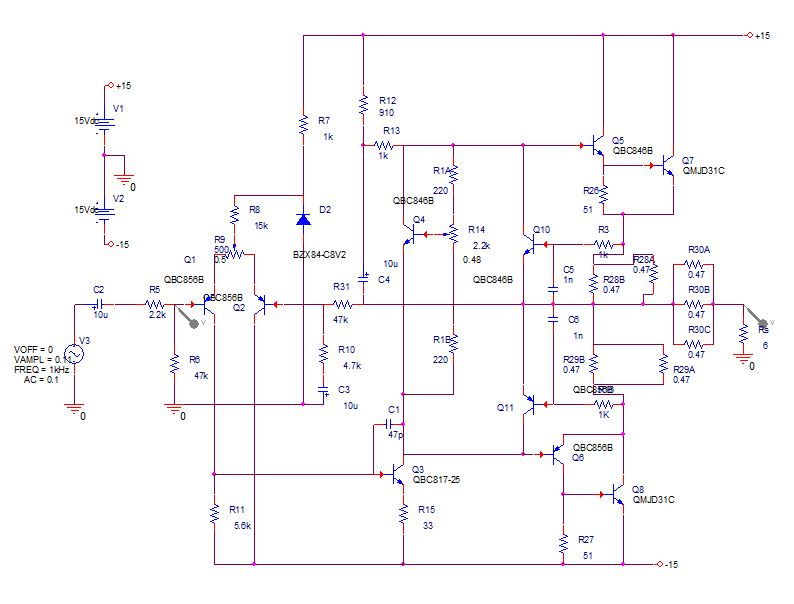 +15
+15
V1
15Vdc
R12
910
R7
1k
R13
1k
Q5
QBC846B
Q7
QMJD31C
0
R1A
220
V2
15Vdc
-15
R26
51
QBC846B
R8
15k
D2
Q4
R14
2.2k
0.48
Q10
R3
1k
R9
500
0.5
BZX84-C8V2
Q1
QBC856B
10u
C4
QBC846B
C5
1n
R28A
0.47
R28B
0.47
R30A
0.47
C2
10u
R5
2.2k
QBC856B
Q2
R31
47k
R30B
0.47
V
V
C6
1n
R30C
0.47
Rs
6
V3
VOFF = 0
FREQ = 1kHz
AC = 0.1
R6
47k
R10
4.7k
R1B
220
R29B
0.47
R29A
0.47
0
C3
10u
0
0
C1
47p
Q11
1K
QBC856B
Q6
Q3
QBC817-25
Q8
QMJD31C
R11
5.6k
R15
33
R27
51
-15